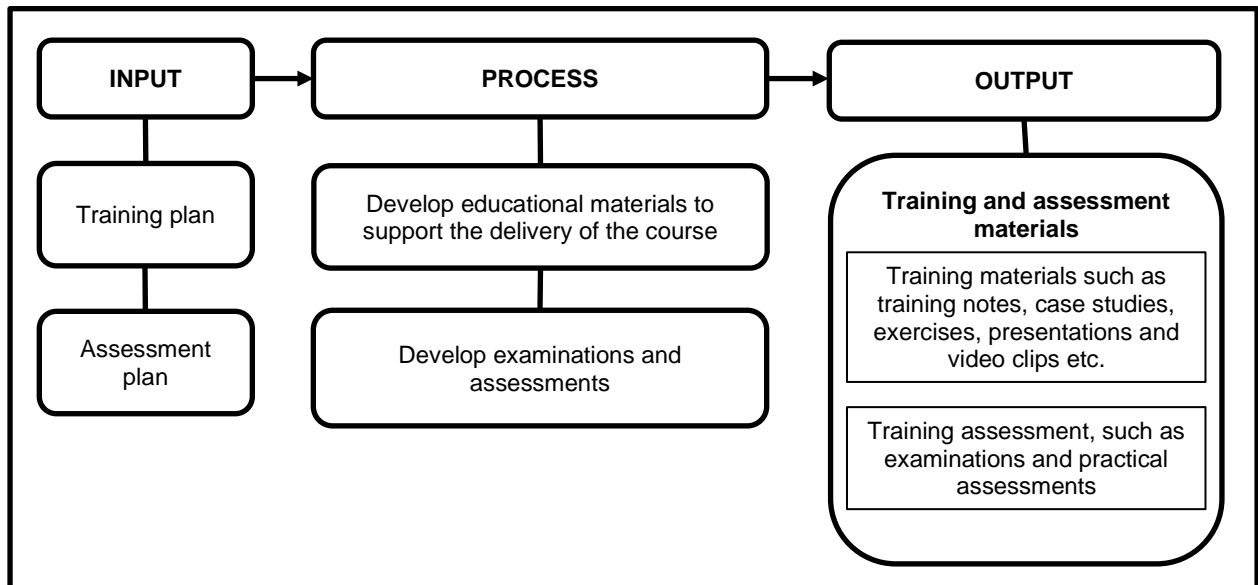 INPUT
PROCESS
OUTPUT
Training plan
Assessment
plan
Develop educational materials to
support the delivery of the course
Develop examinations and
assessments
Training and assessment
materials
Training materials such as
training notes, case studies,
exercises, presentations and
video clips etc.
Training assessment, such as
examinations and practical
assessments